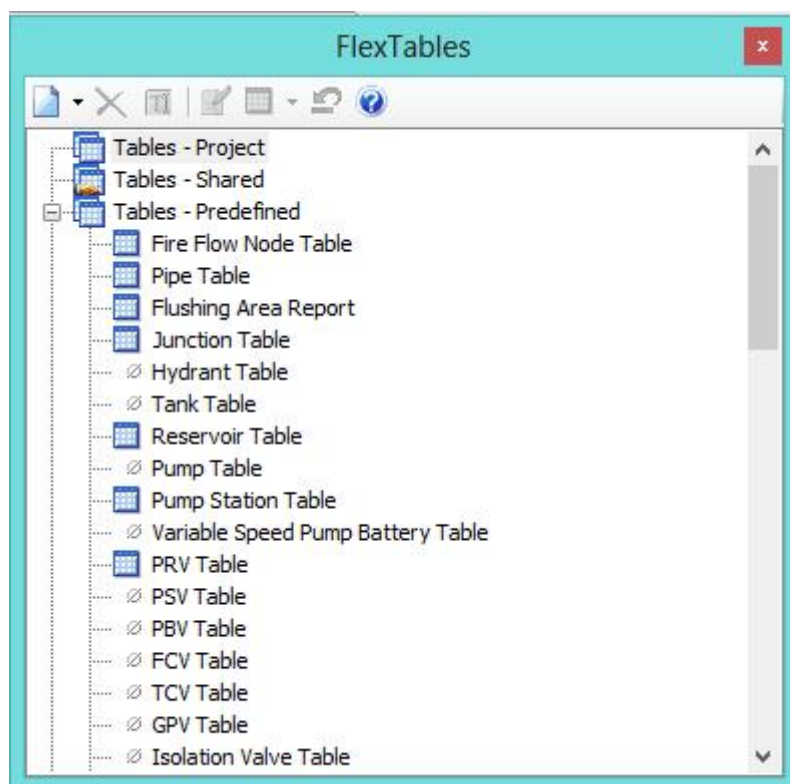 FlexTables
Tables - Project
Tables - Shared
Tables - Predefined
Fire Flow Node Table
Pipe Table
Flushing Area Report
Junction Table
Hydrant Table
Tank Table
Reservoir Table
Pump Table
Pump Station Table
Variable Speed Pump Battery Table
PRV Table
PSV Table
PBV Table
FCV Table
TCV Table
GPV Table
Isolation Valve Table